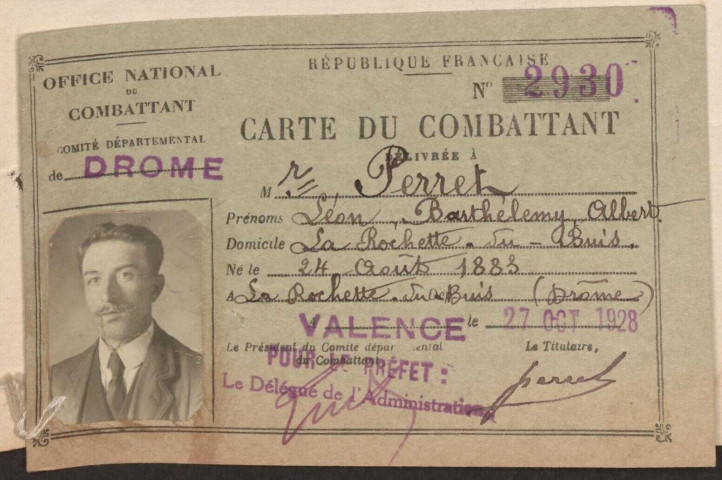 OFFICE NATIONAL
DU
COMBATTANT
COMITÉ DÉPARTEMENTAL
de DROME
RÉPUBLIQUE FRANÇAISE
N° 2930
CARTE DU COMBATTANT
DÉLIVRÉE À
M r Perret
Prénoms Léon, Barthélemy, Albert
Domicile La Rochette-du-Buis.
Né le 24 Août 1883
A La Rochette-du-Buis (Drôme)
VALENCE le 27 OCT 1928
Le Président du Comité départemental
du Combattant
Le Titulaire,
POUR LE PRÉFET :
Le Délégué de l'Administration
Perret